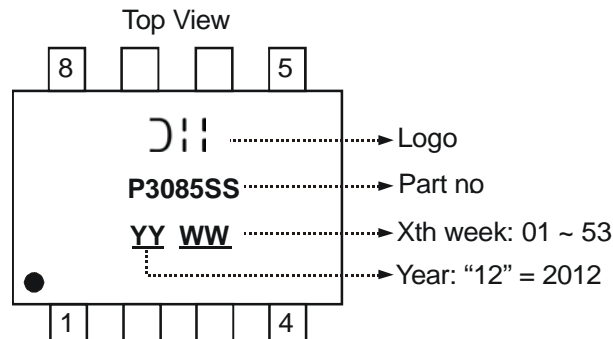 Top View
8 5
Logo
P3085SS Part no
YY WW Xth week: 01 ~ 53
Year: “12” = 2012
1 4